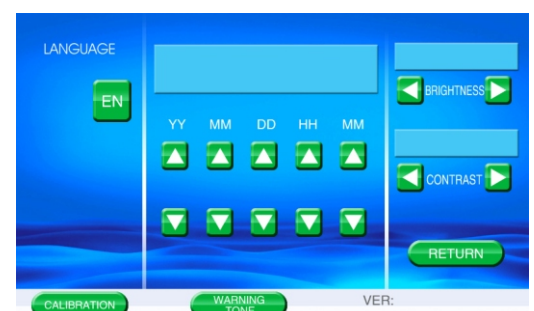 LANGUAGE
EN
YY MM DD HH MM
BRIGHTNESS
CONTRAST
RETURN
CALIBRATION
WARNING
TONE
VER: